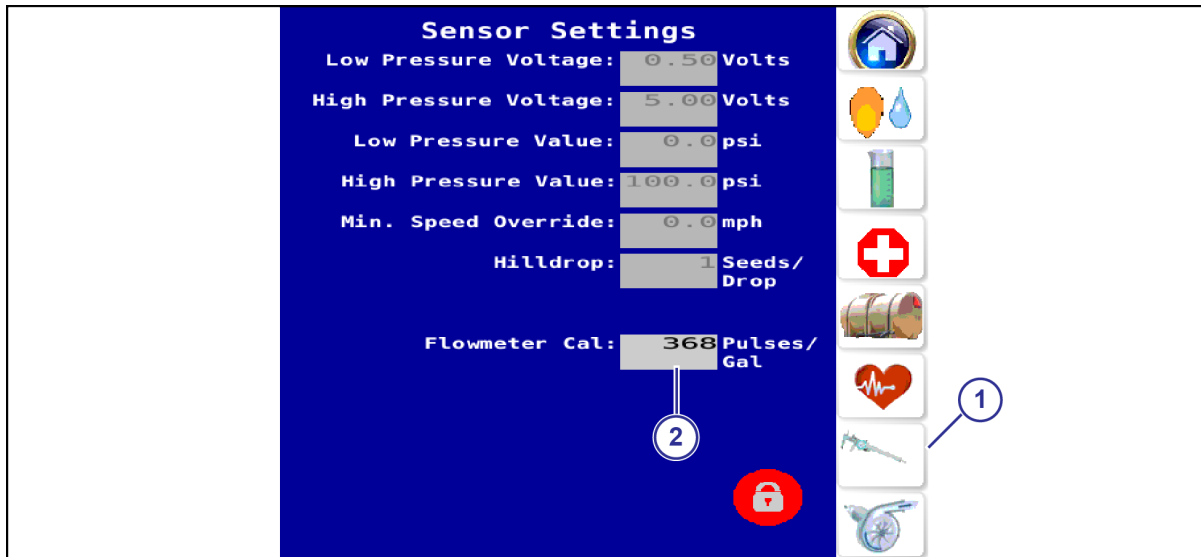 Sensor Settings
Low Pressure Voltage: 0.50 Volts
High Pressure Voltage: 5.00 Volts
Low Pressure Value: 0.0 psi
High Pressure Value: 100.0 psi
Min. Speed Override: 0.0 mph
Hilldrop: 1 Seeds/
Drop
Flowmeter Cal: 368 Pulses/
Gal
1
2